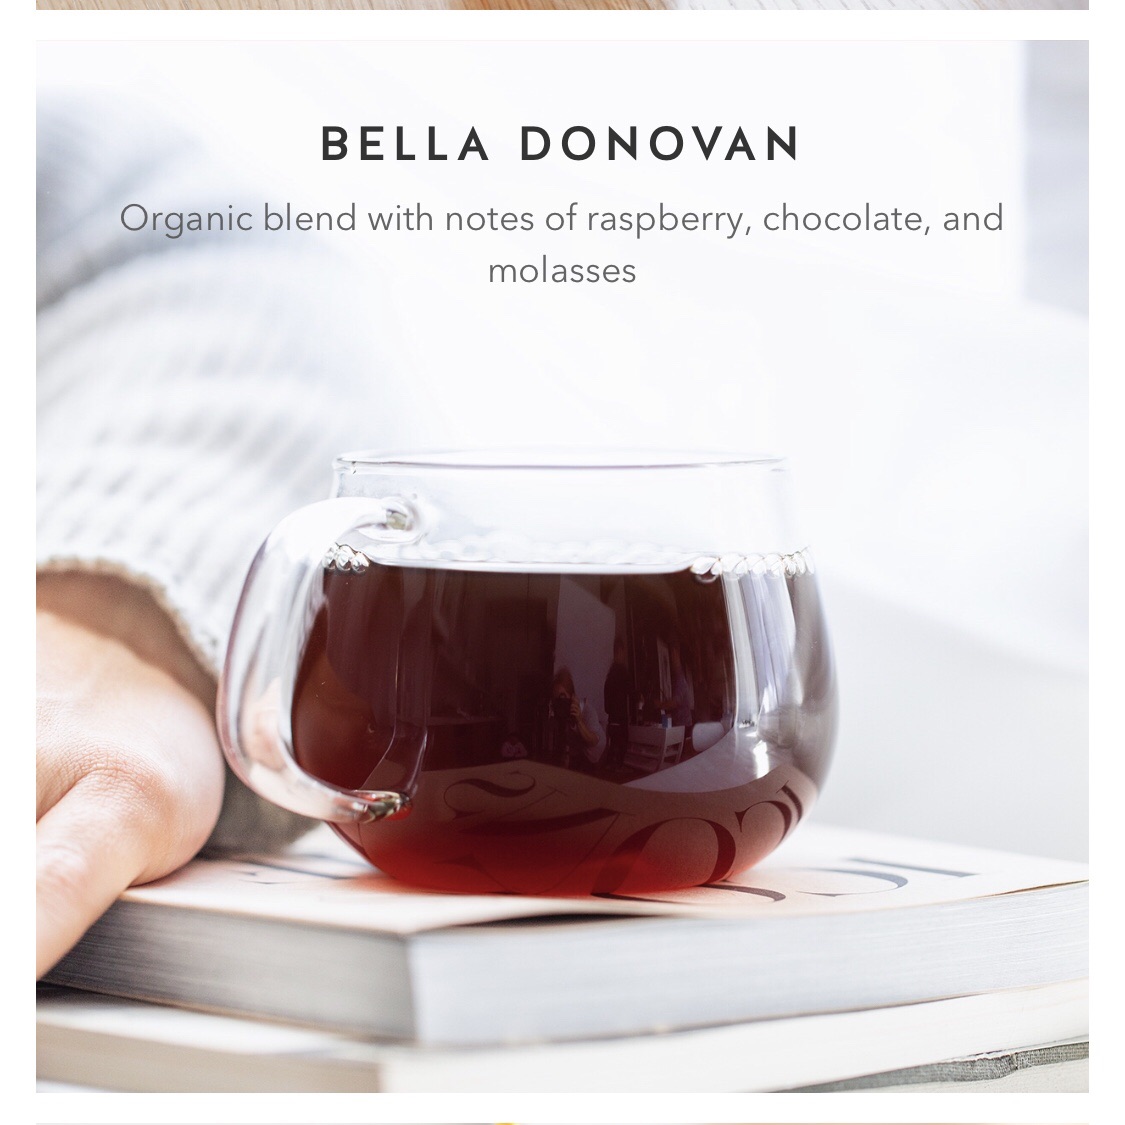 BELLA DONOVAN
Organic blend with notes of raspberry, chocolate, and
molasses